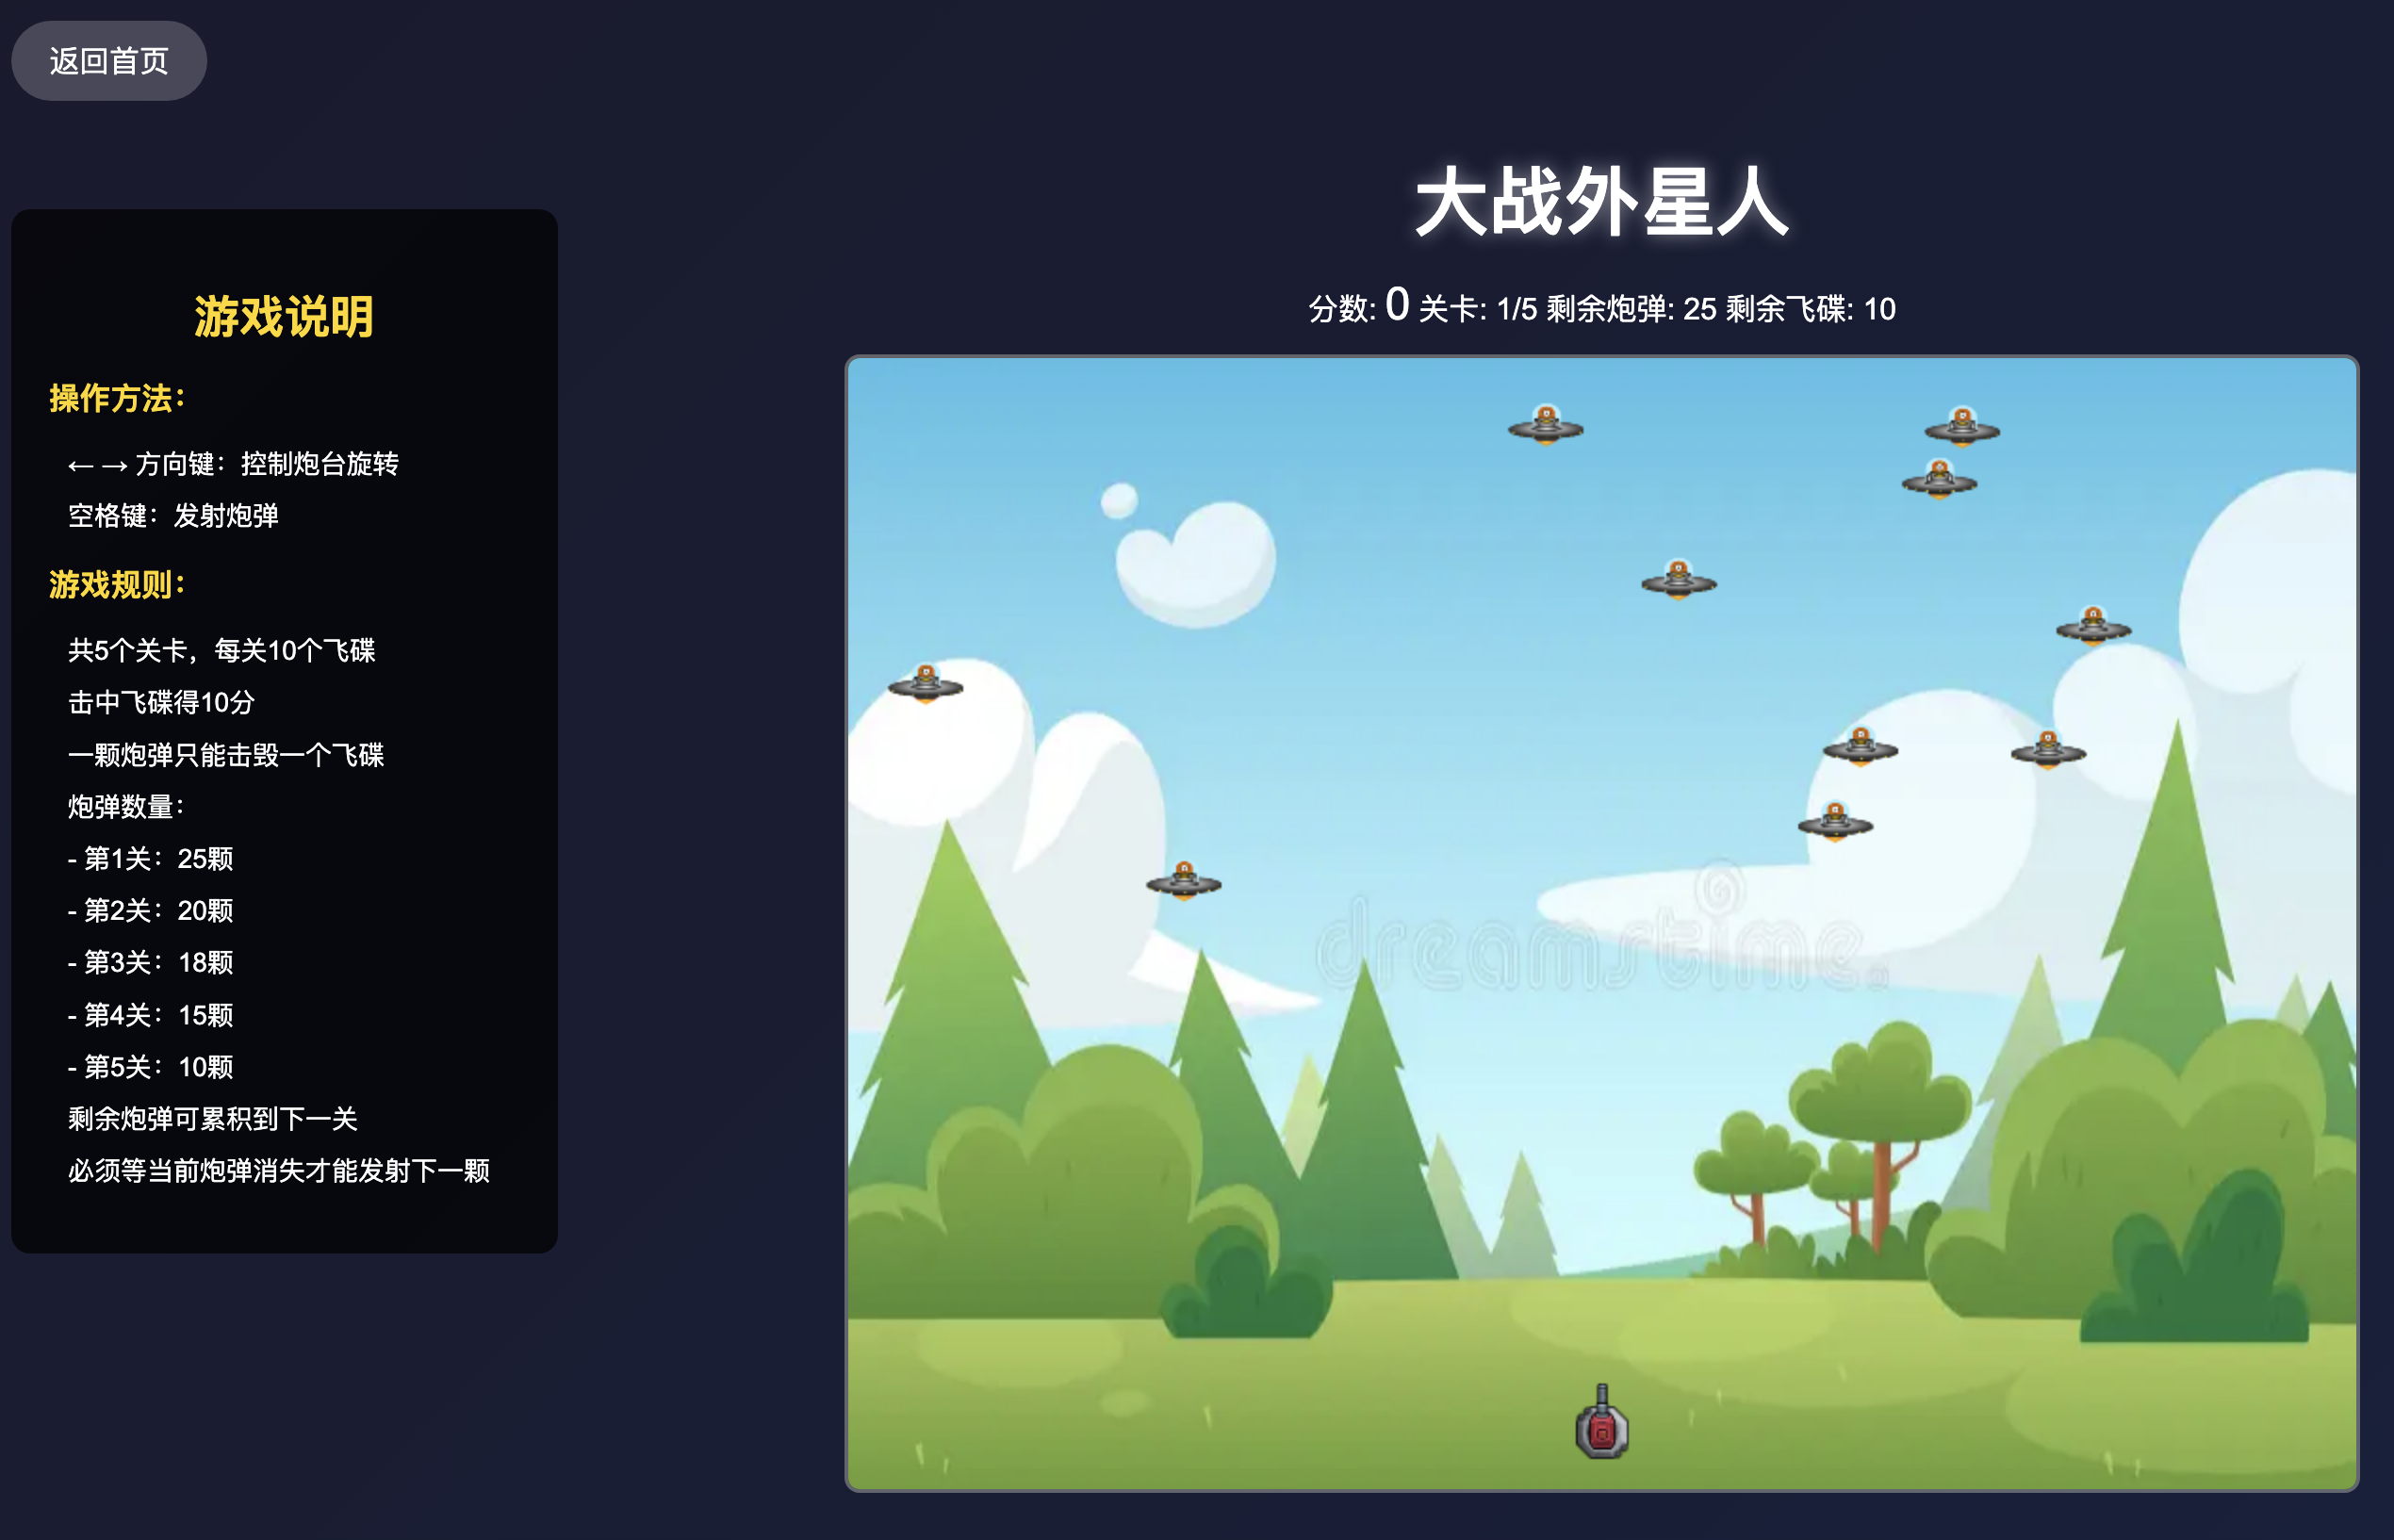 返回首页
大战外星人
分数: 0 关卡: 1/5 剩余炮弹: 25 剩余飞碟: 10
游戏说明
操作方法：
←→ 方向键：控制炮台旋转
空格键：发射炮弹
游戏规则：
共5个关卡，每关10个飞碟
击中飞碟得10分
一颗炮弹只能击毁一个飞碟
炮弹数量：
- 第1关：25颗
- 第2关：20颗
- 第3关：18颗
- 第4关：15颗
- 第5关：10颗
剩余炮弹可累积到下一关
必须等当前炮弹消失才能发射下一颗
dreamstime®